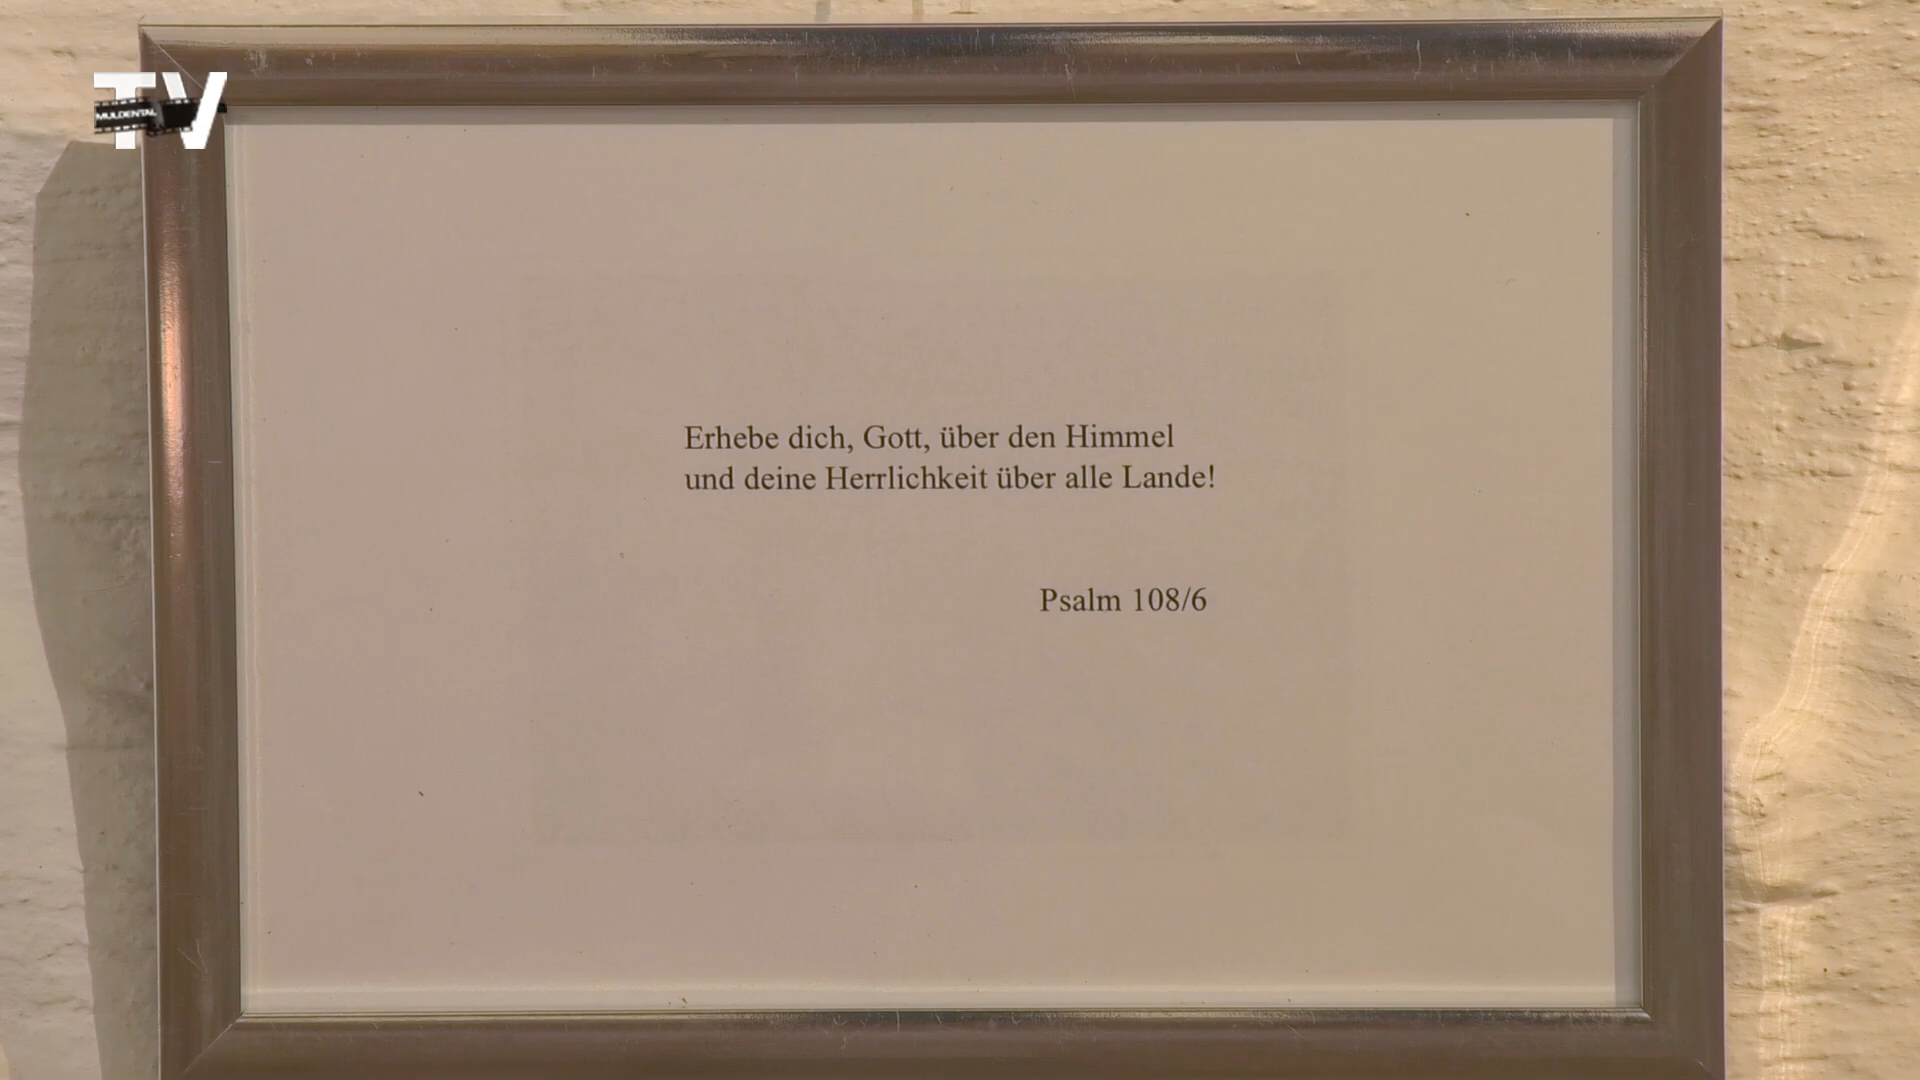 TV
MULDENTAL
Erhebe dich, Gott, über den Himmel
und deine Herrlichkeit über alle Lande!
Psalm 108/6